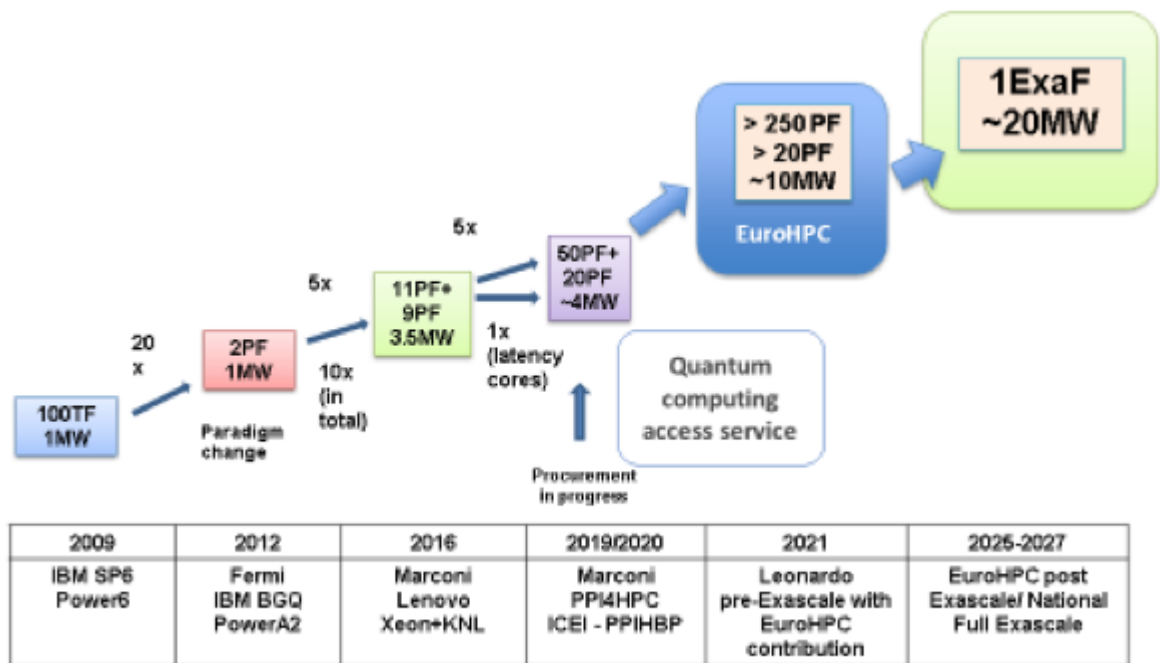 1ExaF
~20MW
> 250 PF
> 20PF
~10MW
EuroHPC
5x
50PF+
20PF
~4MW
5x
11PF+
9PF
3.5MW
1x
(latency
cores)
20
x
2PF
1MW
10x
(in
total)
100TF
1MW
Paradigm
change
Quantum
computing
access service
Procurement
in progress
2009
2012
2016
2019/2020
2021
2025-2027
IBM SP6
Power6
Fermi
IBM BGQ
PowerA2
Marconi
Lenovo
Xeon+KNL
Marconi
PPI4HPC
ICEI - PPIHBP
Leonardo
pre-Exascale with
EuroHPC
contribution
EuroHPC post
Exascale/ National
Full Exascale